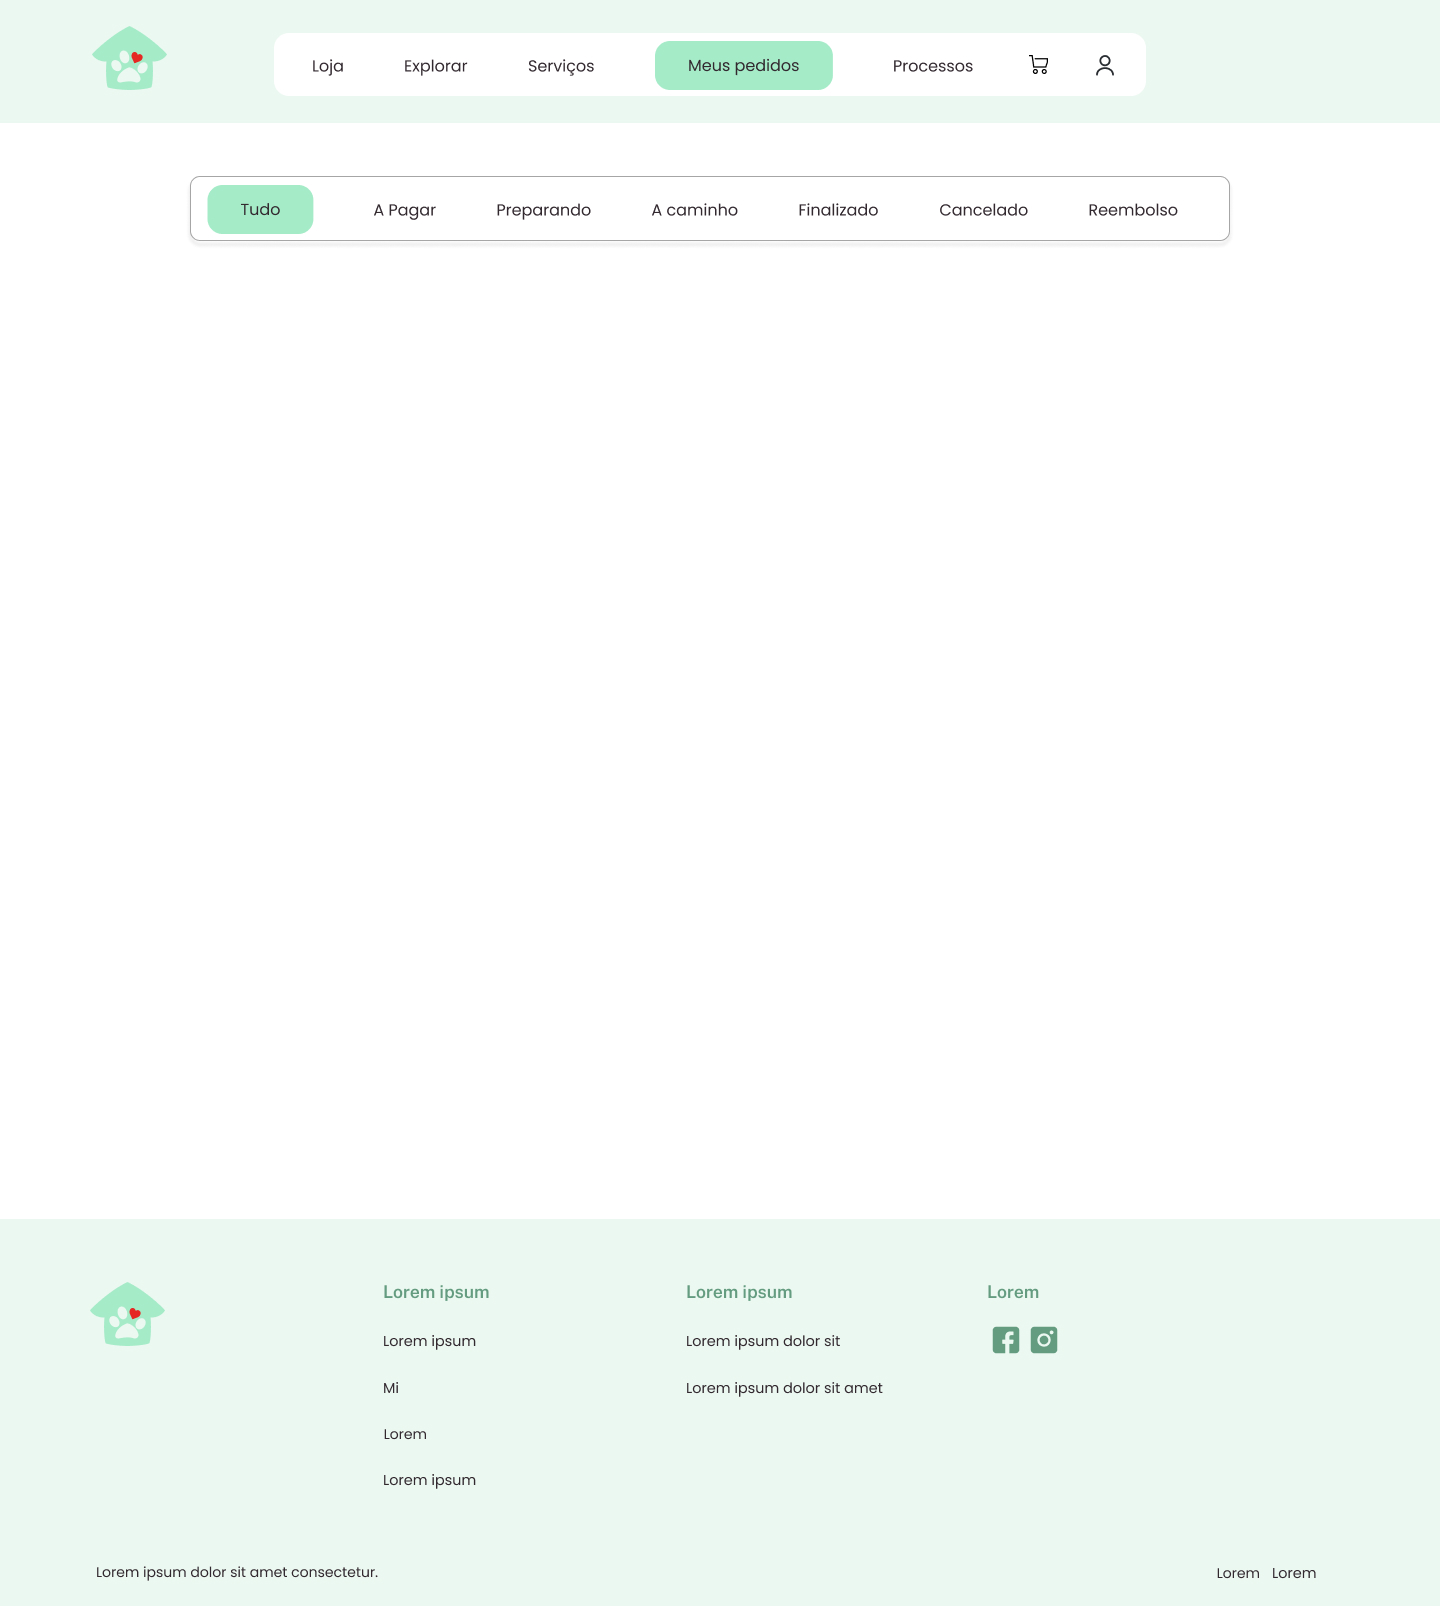 Loja Explorar Serviços Meus pedidos Processos
Tudo A Pagar Preparando A caminho Finalizado Cancelado Reembolso
Lorem ipsum
Lorem ipsum
Mi
Lorem
Lorem ipsum
Lorem ipsum
Lorem ipsum dolor sit
Lorem ipsum dolor sit amet
Lorem
Lorem ipsum dolor sit amet consectetur.
Lorem Lorem